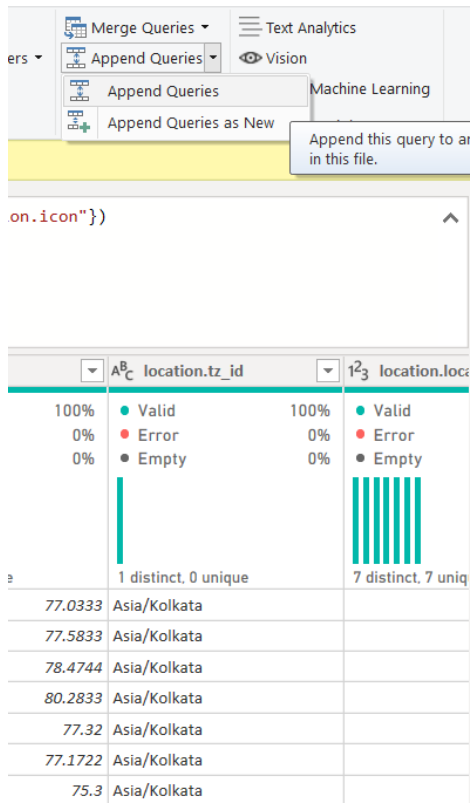 Merge Queries
Text Analytics
ers
Append Queries
Vision
Append Queries
Machine Learning
Append Queries as New
Append this query to an
in this file.
on.icon"})
ABC location.tz_id
123 location.loca
100%
Valid
100%
Valid
0%
Error
0%
Error
0%
Empty
0%
Empty
1 distinct, 0 unique
7 distinct, 7 uniq
77.0333 Asia/Kolkata
77.5833 Asia/Kolkata
78.4744 Asia/Kolkata
80.2833 Asia/Kolkata
77.32 Asia/Kolkata
77.1722 Asia/Kolkata
75.3 Asia/Kolkata